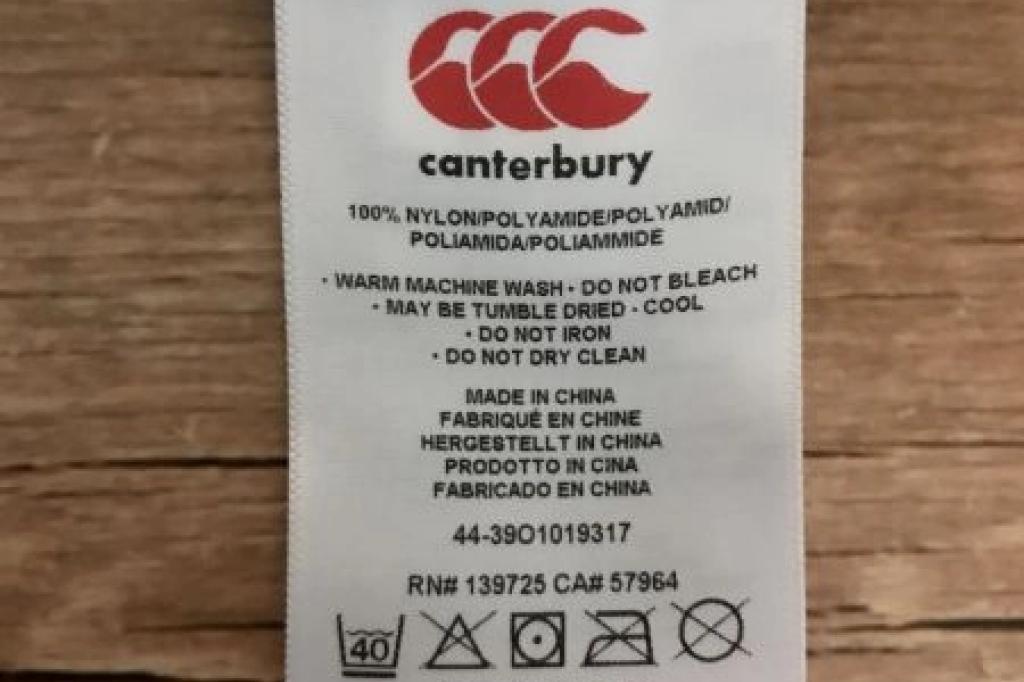 canterbury
100% NYLON/POLYAMIDE/POLYAMID/
POLIAMIDA/POLIAMMIDE
• WARM MACHINE WASH • DO NOT BLEACH
• MAY BE TUMBLE DRIED - COOL
• DO NOT IRON
• DO NOT DRY CLEAN
MADE IN CHINA
FABRIQUÉ EN CHINE
HERGESTELLT IN CHINA
PRODOTTO IN CINA
FABRICADO EN CHINA
44-39O1019317
RN# 139725 CA# 57964
40